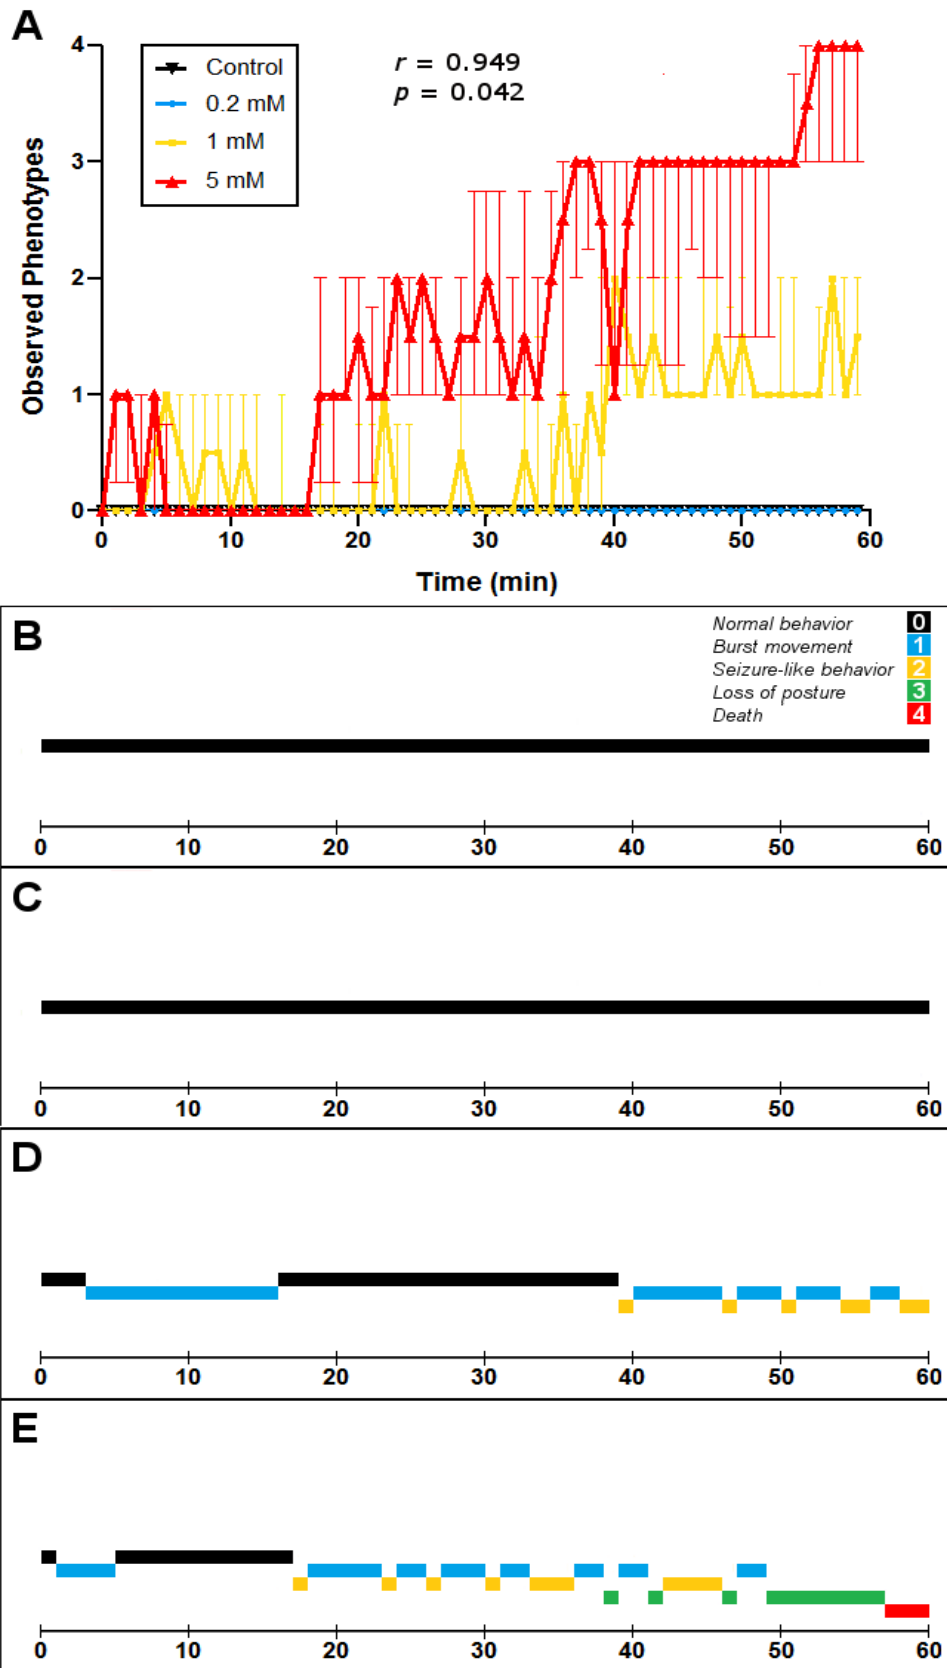 A
Control
0.2 mM
1 mM
5 mM
r = 0.949
p = 0.042
Observed Phenotypes
4
3
2
1
0
0 10 20 30 40 50 60
Time (min)
B
Normal behavior 0
Burst movement 1
Seizure-like behavior 2
Loss of posture 3
Death 4
0 10 20 30 40 50 60
C
0 10 20 30 40 50 60
D
0 10 20 30 40 50 60
E
0 10 20 30 40 50 60